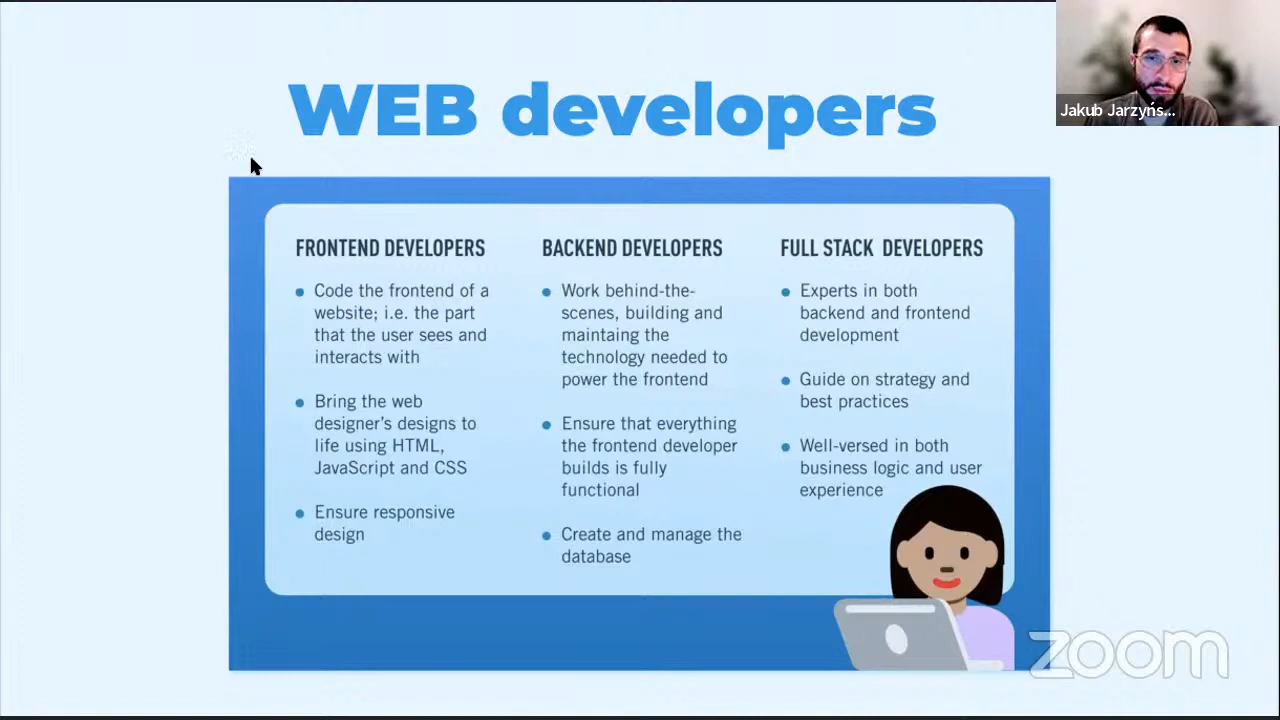 WEB developers
Jakub Jarzyńs...
FRONTEND DEVELOPERS
Code the frontend of a
website; i.e. the part
that the user sees and
interacts with
Bring the web
designer's designs to
life using HTML,
JavaScript and CSS
Ensure responsive
design
BACKEND DEVELOPERS
Work behind-the-
scenes, building and
maintaing the
technology needed to
power the frontend
Ensure that everything
the frontend developer
builds is fully
functional
Create and manage the
database
FULL STACK DEVELOPERS
Experts in both
backend and frontend
development
Guide on strategy and
best practices
Well-versed in both
business logic and user
experience
zoom